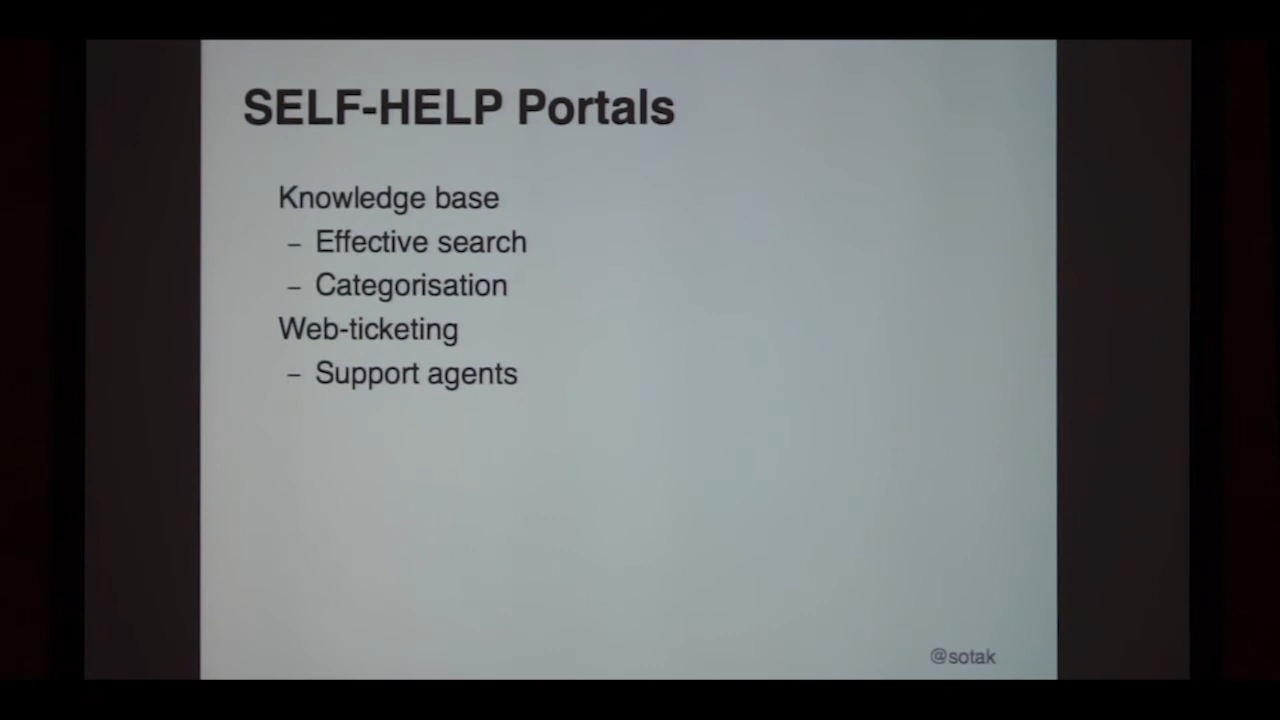 SELF-HELP Portals
Knowledge base
– Effective search
– Categorisation
Web-ticketing
– Support agents
@sotak